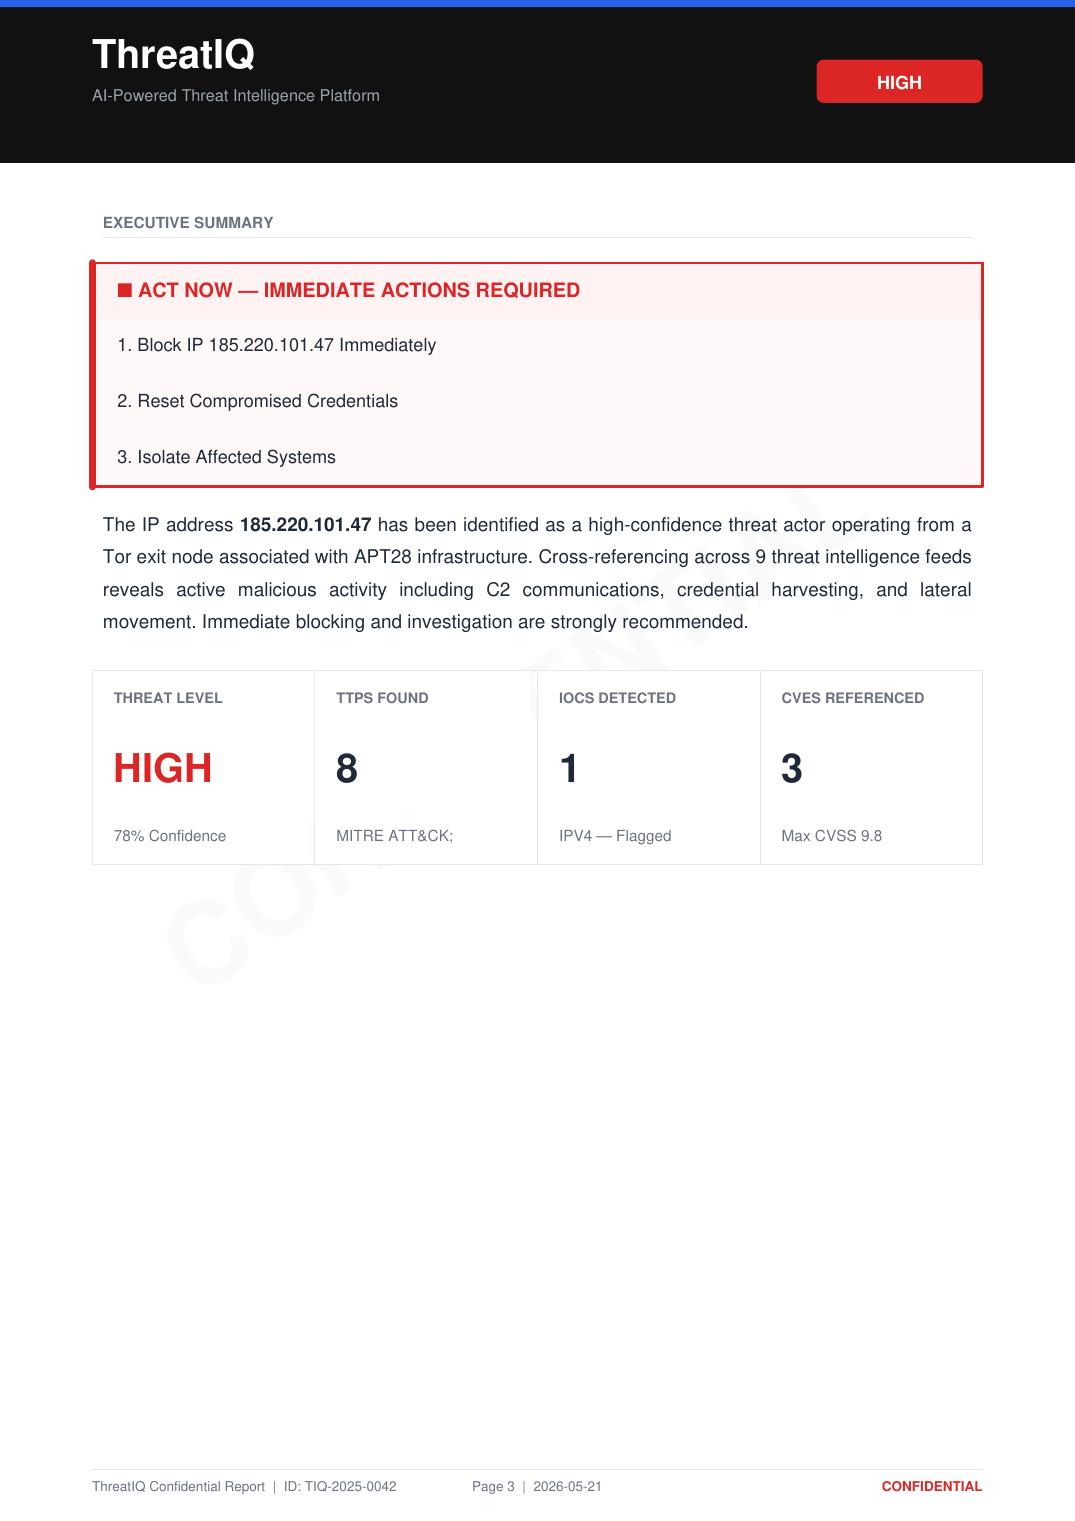 ThreatIQ
AI-Powered Threat Intelligence Platform
HIGH
EXECUTIVE SUMMARY
■ ACT NOW — IMMEDIATE ACTIONS REQUIRED
1. Block IP 185.220.101.47 Immediately
2. Reset Compromised Credentials
3. Isolate Affected Systems
The IP address 185.220.101.47 has been identified as a high-confidence threat actor operating from a
Tor exit node associated with APT28 infrastructure. Cross-referencing across 9 threat intelligence feeds
reveals active malicious activity including C2 communications, credential harvesting, and lateral
movement. Immediate blocking and investigation are strongly recommended.
THREAT LEVEL
HIGH
78% Confidence
TTPS FOUND
8
MITRE ATT&CK;
IOCS DETECTED
1
IPV4 — Flagged
CVES REFERENCED
3
Max CVSS 9.8
ThreatIQ Confidential Report | ID: TIQ-2025-0042
Page 3 | 2026-05-21
CONFIDENTIAL